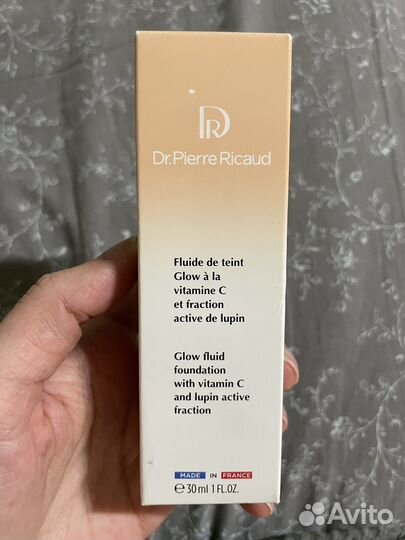 DR
Dr.Pierre Ricaud
Fluide de teint
Glow à la
vitamine C
et fraction
active de lupin
Glow fluid
foundation
with vitamin C
and lupin active
fraction
MADE IN FRANCE
℮ 30 ml 1 FL.OZ.
Avito